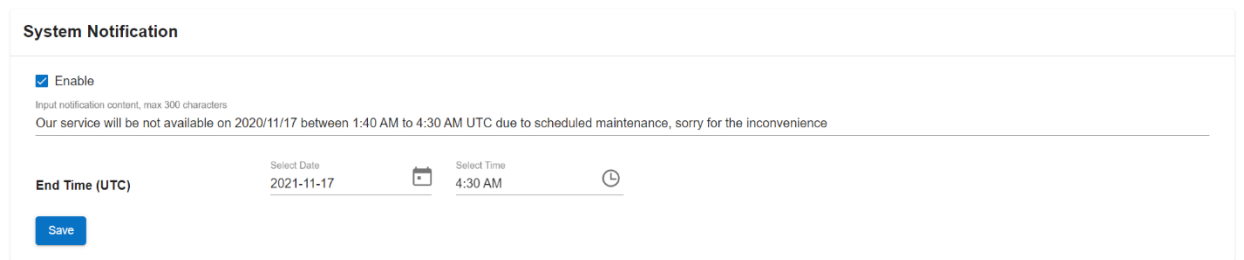 System Notification
Enable
Input notification content, max 300 characters
Our service will be not available on 2020/11/17 between 1:40 AM to 4:30 AM UTC due to scheduled maintenance, sorry for the inconvenience
Select Date Select Time
End Time (UTC) 2021-11-17 4:30 AM
Save